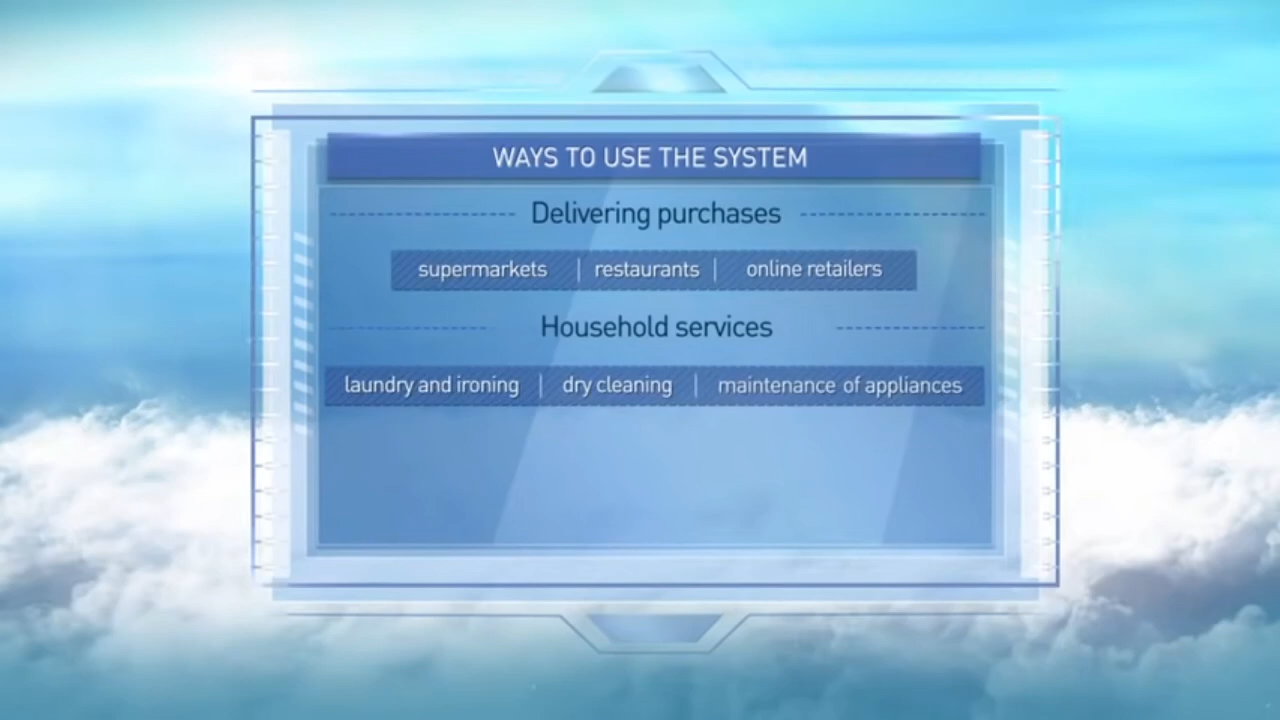 WAYS TO USE THE SYSTEM
Delivering purchases
supermarkets | restaurants | online retailers
Household services
laundry and ironing | dry cleaning | maintenance of appliances